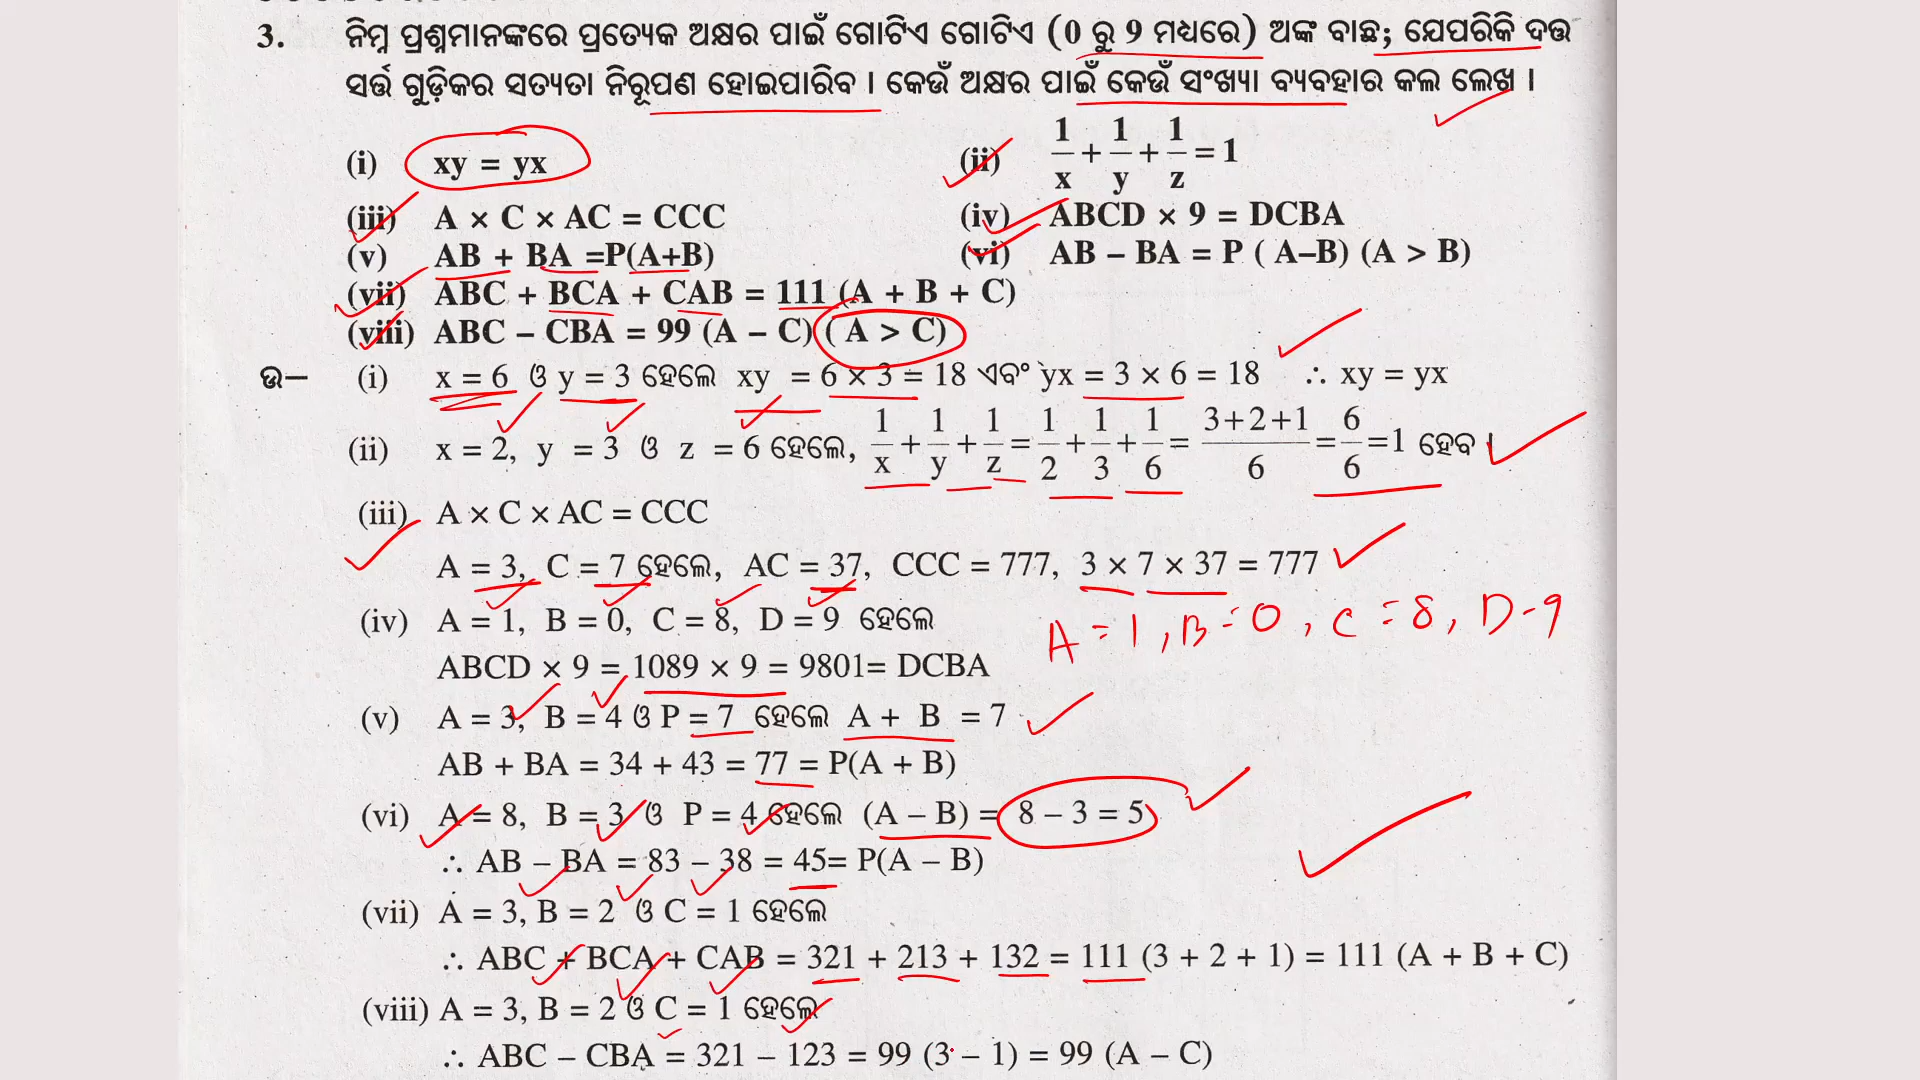 3. ନିମ୍ନ ପ୍ରଶ୍ନମାନଙ୍କରେ ପ୍ରତ୍ୟେକ ଅକ୍ଷର ପାଇଁ ଗୋଟିଏ ଗୋଟିଏ (0 ରୁ 9 ମଧ୍ୟରେ) ଅଙ୍କ ବାଛ; ଯେପରିକି ଦତ୍ତ
ସର୍ତ୍ତ ଗୁଡ଼ିକର ସତ୍ୟତା ନିରୂପଣ ହୋଇପାରିବ । କେଉଁ ଅକ୍ଷର ପାଇଁ କେଉଁ ସଂଖ୍ୟା ବ୍ୟବହାର କଲ ଲେଖ ।
(i) xy = yx (ii) 1/x + 1/y + 1/z = 1
(iii) A × C × AC = CCC (iv) ABCD × 9 = DCBA
(v) AB + BA =P(A+B) (vi) AB – BA = P ( A–B) (A > B)
(vii) ABC + BCA + CAB = 111 (A + B + C)
(viii) ABC – CBA = 99 (A – C) ( A > C)
ଉ– (i) x = 6 ଓ y = 3 ହେଲେ xy = 6 × 3 = 18 ଏବଂ yx = 3 × 6 = 18 ∴ xy = yx
(ii) x = 2, y = 3 ଓ z = 6 ହେଲେ, 1/x + 1/y + 1/z = 1/2 + 1/3 + 1/6 = 3+2+1/6 = 6/6 =1 ହେବ ।
(iii) A × C × AC = CCC
A = 3, C = 7 ହେଲେ, AC = 37, CCC = 777, 3 × 7 × 37 = 777
(iv) A = 1, B = 0, C = 8, D = 9 ହେଲେ
A = 1, B = 0, C = 8, D - 9
ABCD × 9 = 1089 × 9 = 9801= DCBA
(v) A = 3, B = 4 ଓ P = 7 ହେଲେ A + B = 7
AB + BA = 34 + 43 = 77 = P(A + B)
(vi) A = 8, B = 3 ଓ P = 4 ହେଲେ (A – B) = 8 – 3 = 5
∴ AB – BA = 83 – 38 = 45= P(A – B)
(vii) A = 3, B = 2 ଓ C = 1 ହେଲେ
∴ ABC + BCA + CAB = 321 + 213 + 132 = 111 (3 + 2 + 1) = 111 (A + B + C)
(viii) A = 3, B = 2 ଓ C = 1 ହେଲେ
∴ ABC – CBA = 321 – 123 = 99 (3 – 1) = 99 (A – C)